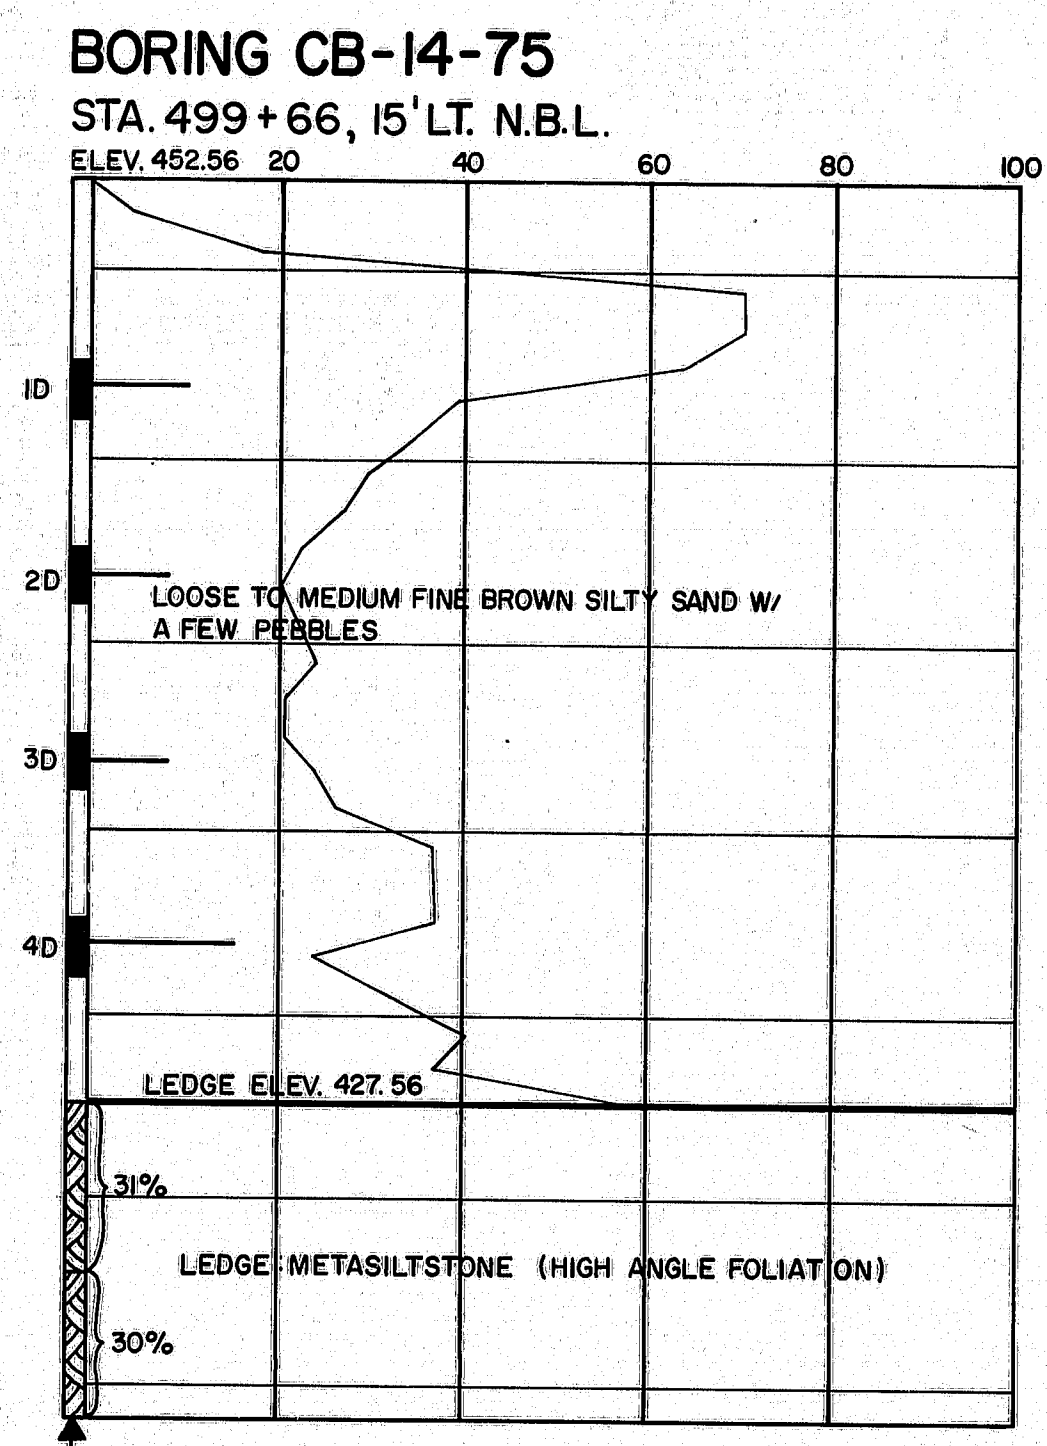 BORING CB-14-75
STA. 499+66, 15' LT. N.B.L.
ELEV. 452.56 20 40 60 80 100
1D
2D
LOOSE TO MEDIUM FINE BROWN SILTY SAND W/
A FEW PEBBLES
3D
4D
LEDGE ELEV. 427.56
31%
LEDGE: METASILTSTONE (HIGH ANGLE FOLIATION)
30%